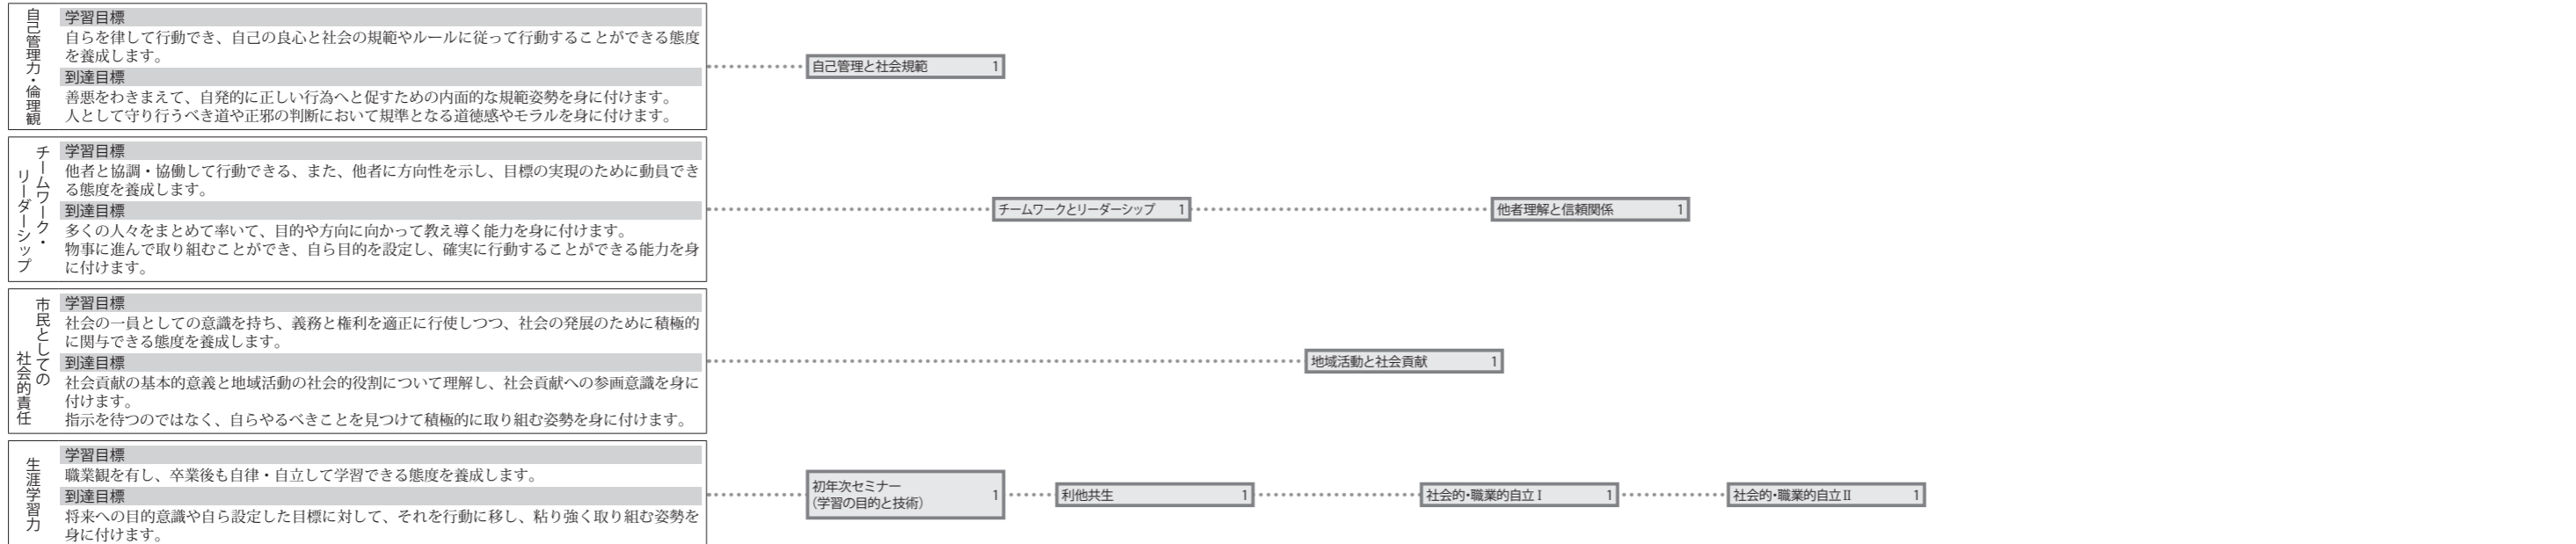 自己管理力・倫理観
学習目標
自らを律して行動でき、自己の良心と社会の規範やルールに従って行動することができる態度
を養成します。
到達目標
善悪をわきまえて、自発的に正しい行為へと促すための内面的な規範姿勢を身に付けます。
人として守り行うべき道や正邪の判断において規準となる道徳感やモラルを身に付けます。
自己管理と社会規範 1
チームワーク・
リーダーシップ
学習目標
他者と協調・協働して行動できる、また、他者に方向性を示し、目標の実現のために動員でき
る態度を養成します。
到達目標
多くの人々をまとめて率いて、目的や方向に向かって教え導く能力を身に付けます。
物事に進んで取り組むことができ、自ら目的を設定し、確実に行動することができる能力を身
に付けます。
チームワークとリーダーシップ 1
他者理解と信頼関係 1
市民としての
社会的責任
学習目標
社会の一員としての意識を持ち、義務と権利を適正に行使しつつ、社会の発展のために積極的
に関与できる態度を養成します。
到達目標
社会貢献の基本的意義と地域活動の社会的役割について理解し、社会貢献への参画意識を身に
付けます。
指示を待つのではなく、自らやるべきことを見つけて積極的に取り組む姿勢を身に付けます。
地域活動と社会貢献 1
生涯学習力
学習目標
職業観を有し、卒業後も自律・自立して学習できる態度を養成します。
到達目標
将来への目的意識や自ら設定した目標に対して、それを行動に移し、粘り強く取り組む姿勢を
身に付けます。
初年次セミナー
(学習の目的と技術) 1
利他共生 1
社会的・職業的自立Ⅰ 1
社会的・職業的自立Ⅱ 1